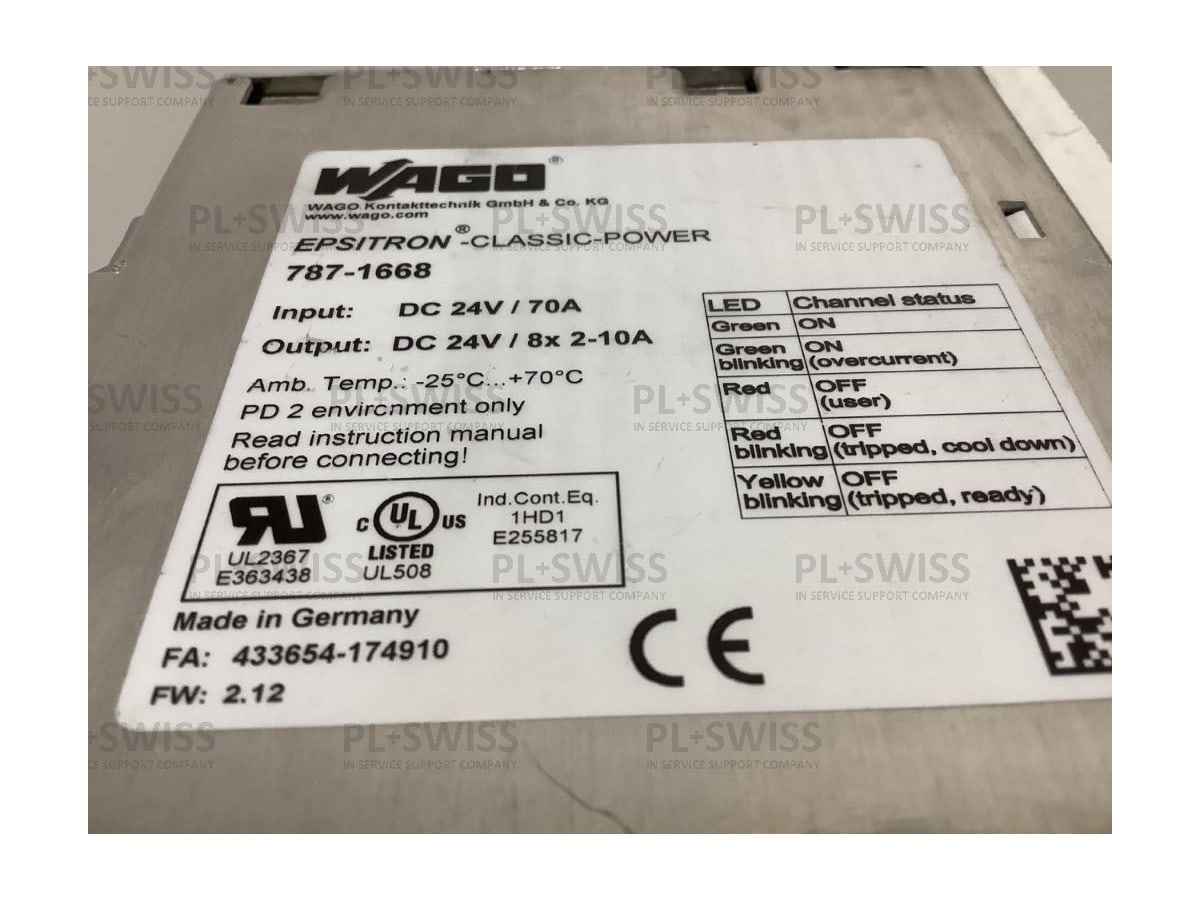 WAGO®
WAGO Kontakttechnik GmbH & Co. KG
www.wago.com
EPSITRON®-CLASSIC-POWER
787-1668
Input: DC 24V / 70A
Output: DC 24V / 8x 2-10A
Amb. Temp.: -25°C...+70°C
PD 2 environment only
Read instruction manual
before connecting!
LED Channel status
Green ON
Green blinking ON (overcurrent)
Red OFF (user)
Red blinking OFF (tripped, cool down)
Yellow blinking OFF (tripped, ready)
RU®
UL2367
E363438
C UL US
LISTED
UL508
Ind.Cont.Eq.
1HD1
E255817
Made in Germany
FA: 433654-174910
FW: 2.12
CE
PL+SWISS
IN SERVICE SUPPORT COMPANY